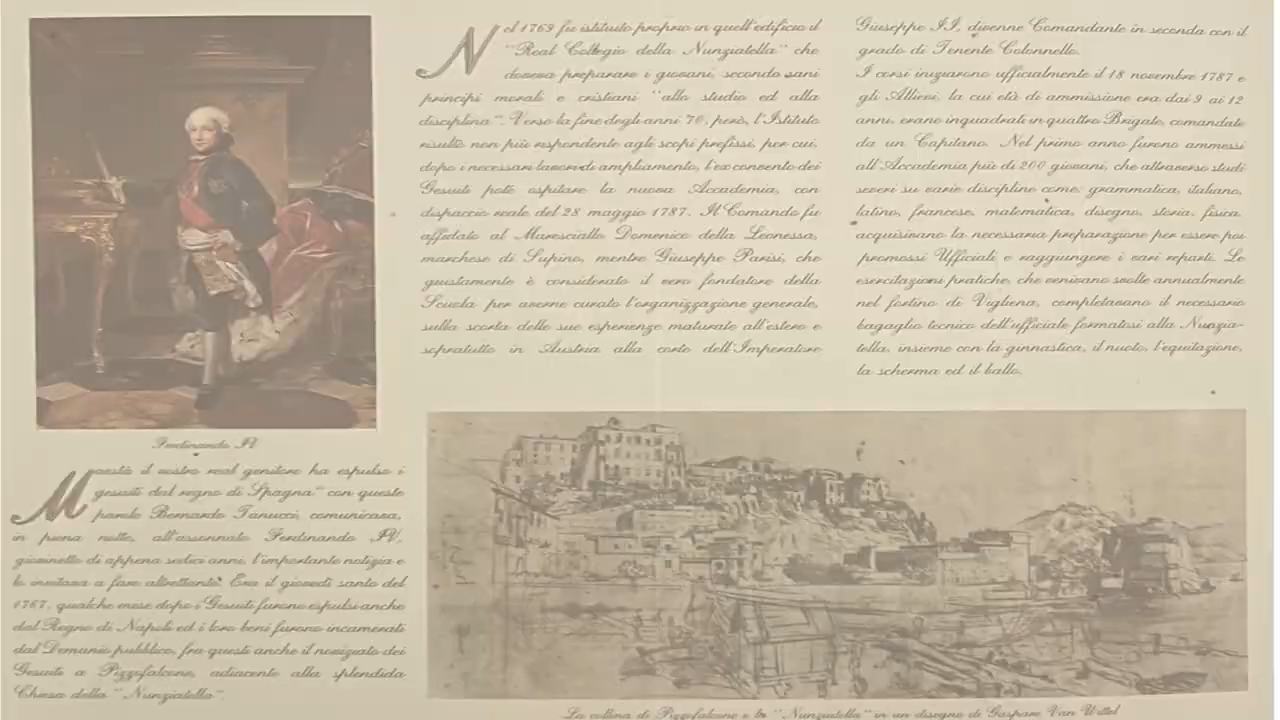 Ferdinando IV
Maestà il vostro real genitore ha espulso i
gesuiti dal regno di Spagna" con queste
parole Bernardo Tanucci, comunicava,
in piena notte, all'assonnato Ferdinando IV,
giovinetto di appena sedici anni, l'importante notizia e
lo invitava a fare altrettanto. Era il giovedì santo del
1767, qualche mese dopo i Gesuiti furono espulsi anche
dal Regno di Napoli ed i loro beni furono incamerati
dal Demanio pubblico, fra questi anche il noviziato dei
Gesuiti a Pizzofalcone, adiacente alla splendida
Chiesa della "Nunziatella".
Nel 1769 fu istituito proprio in quell'edificio il
"Real Collegio della Nunziatella" che
doveva preparare i giovani, secondo sani
principi morali e cristiani "allo studio ed alla
disciplina". Verso la fine degli anni '70, però, l'Istituto
risultò non più rispondente agli scopi prefissi, per cui,
dopo i necessari lavori di ampliamento, l'ex convento dei
Gesuiti potè ospitare la nuova Accademia, con
dispaccio reale del 28 maggio 1787. Il Comando fu
affidato al Maresciallo Domenico della Leonessa,
marchese di Supino, mentre Giuseppe Parisi, che
giustamente è considerato il vero fondatore della
Scuola per averne curato l'organizzazione generale,
sulla scorta delle sue esperienze maturate all'estero e
sopratutto in Austria alla corte dell'Imperatore
Giuseppe II, divenne Comandante in seconda con il
grado di Tenente Colonnello.
I corsi iniziarono ufficialmente il 18 novembre 1787 e
gli Allievi, la cui età di ammissione era dai 9 ai 12
anni, erano inquadrati in quattro Brigate, comandate
da un Capitano. Nel primo anno furono ammessi
all'Accademia più di 200 giovani, che attraverso studi
severi su varie discipline come: grammatica, italiano,
latino, francese, matematica, disegno, storia, fisica,
acquisivano la necessaria preparazione per essere poi
promossi Ufficiali e raggiungere i vari reparti. Le
esercitazioni pratiche, che venivano svolte annualmente
nel fortino di Vigliena, completavano il necessario
bagaglio tecnico dell'ufficiale formatosi alla Nunzia-
tella, insieme con la ginnastica, il nuoto, l'equitazione,
la scherma ed il ballo.
La collina di Pizzofalcone e la "Nunziatella" in un disegno di Gaspare Van Wittel